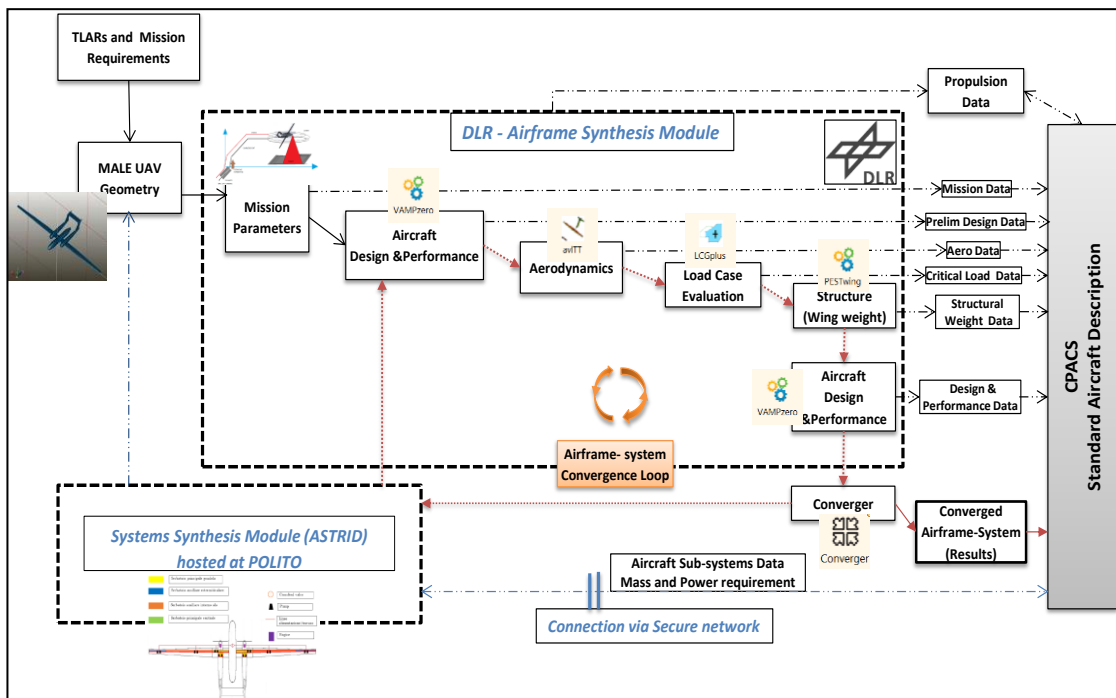 TLARs and Mission
Requirements
Propulsion
Data
DLR - Airframe Synthesis Module
DLR
MALE UAV
Geometry
Mission
Parameters
VAMPzero
Aircraft
Design &Performance
avITT
Aerodynamics
LCGplus
Load Case
Evaluation
PESTwing
Structure
(Wing weight)
Mission Data
Prelim Design Data
Aero Data
Critical Load Data
Structural
Weight Data
VAMPzero
Aircraft
Design
&Performance
Design &
Performance Data
CPACS
Standard Aircraft Description
Airframe- system
Convergence Loop
Converger
Converger
Converged
Airframe-System
(Results)
Systems Synthesis Module (ASTRID)
hosted at POLITO
Aircraft Sub-systems Data
Mass and Power requirement
Connection via Secure network